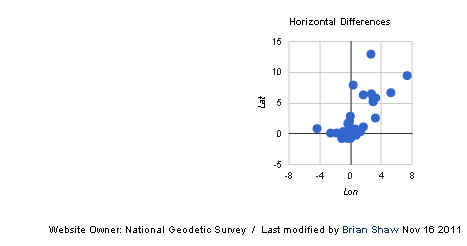 Horizontal Differences
15
10
5
0
-5
-8 -4 0 4 8
Lat
Lon
Website Owner: National Geodetic Survey / Last modified by Brian Shaw Nov 16 2011